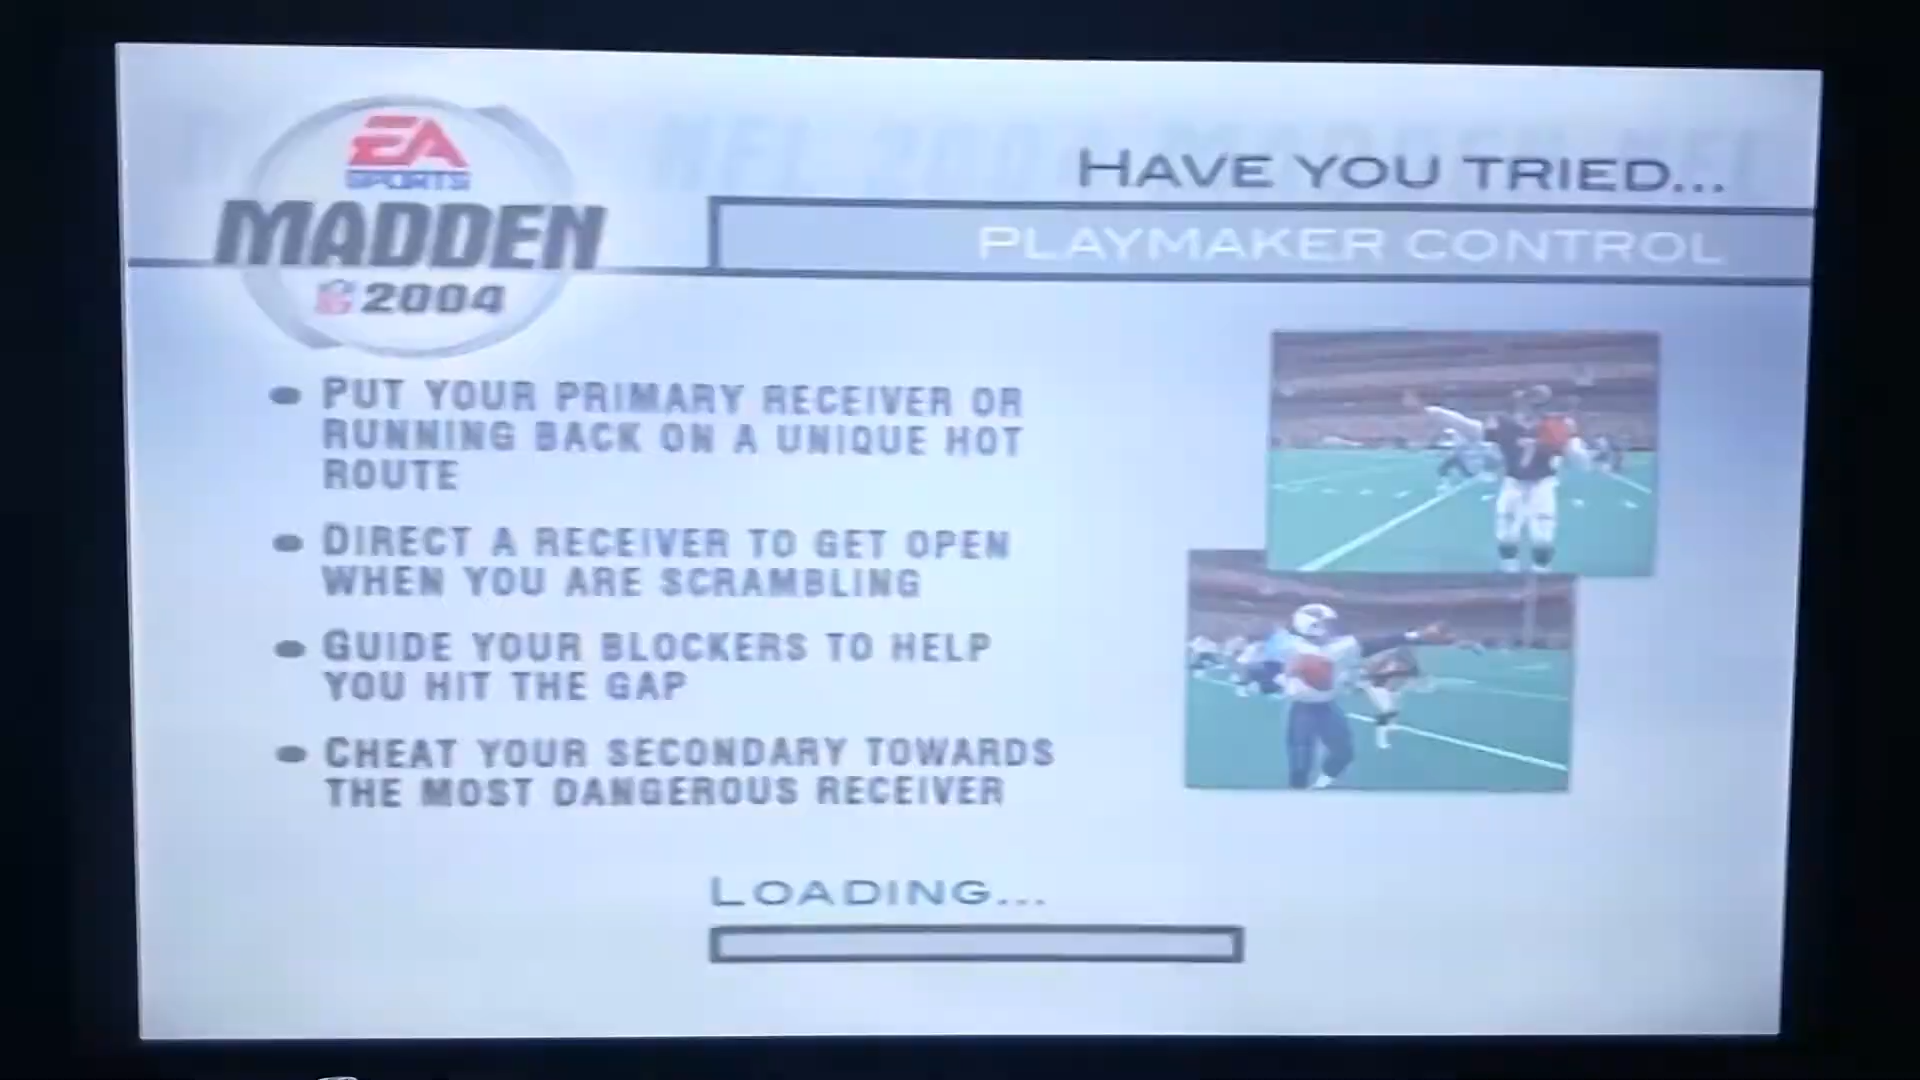 EA
SPORTS
MADDEN
NFL 2004
HAVE YOU TRIED...
PLAYMAKER CONTROL
PUT YOUR PRIMARY RECEIVER OR
RUNNING BACK ON A UNIQUE HOT
ROUTE
DIRECT A RECEIVER TO GET OPEN
WHEN YOU ARE SCRAMBLING
GUIDE YOUR BLOCKERS TO HELP
YOU HIT THE GAP
CHEAT YOUR SECONDARY TOWARDS
THE MOST DANGEROUS RECEIVER
7
LOADING...